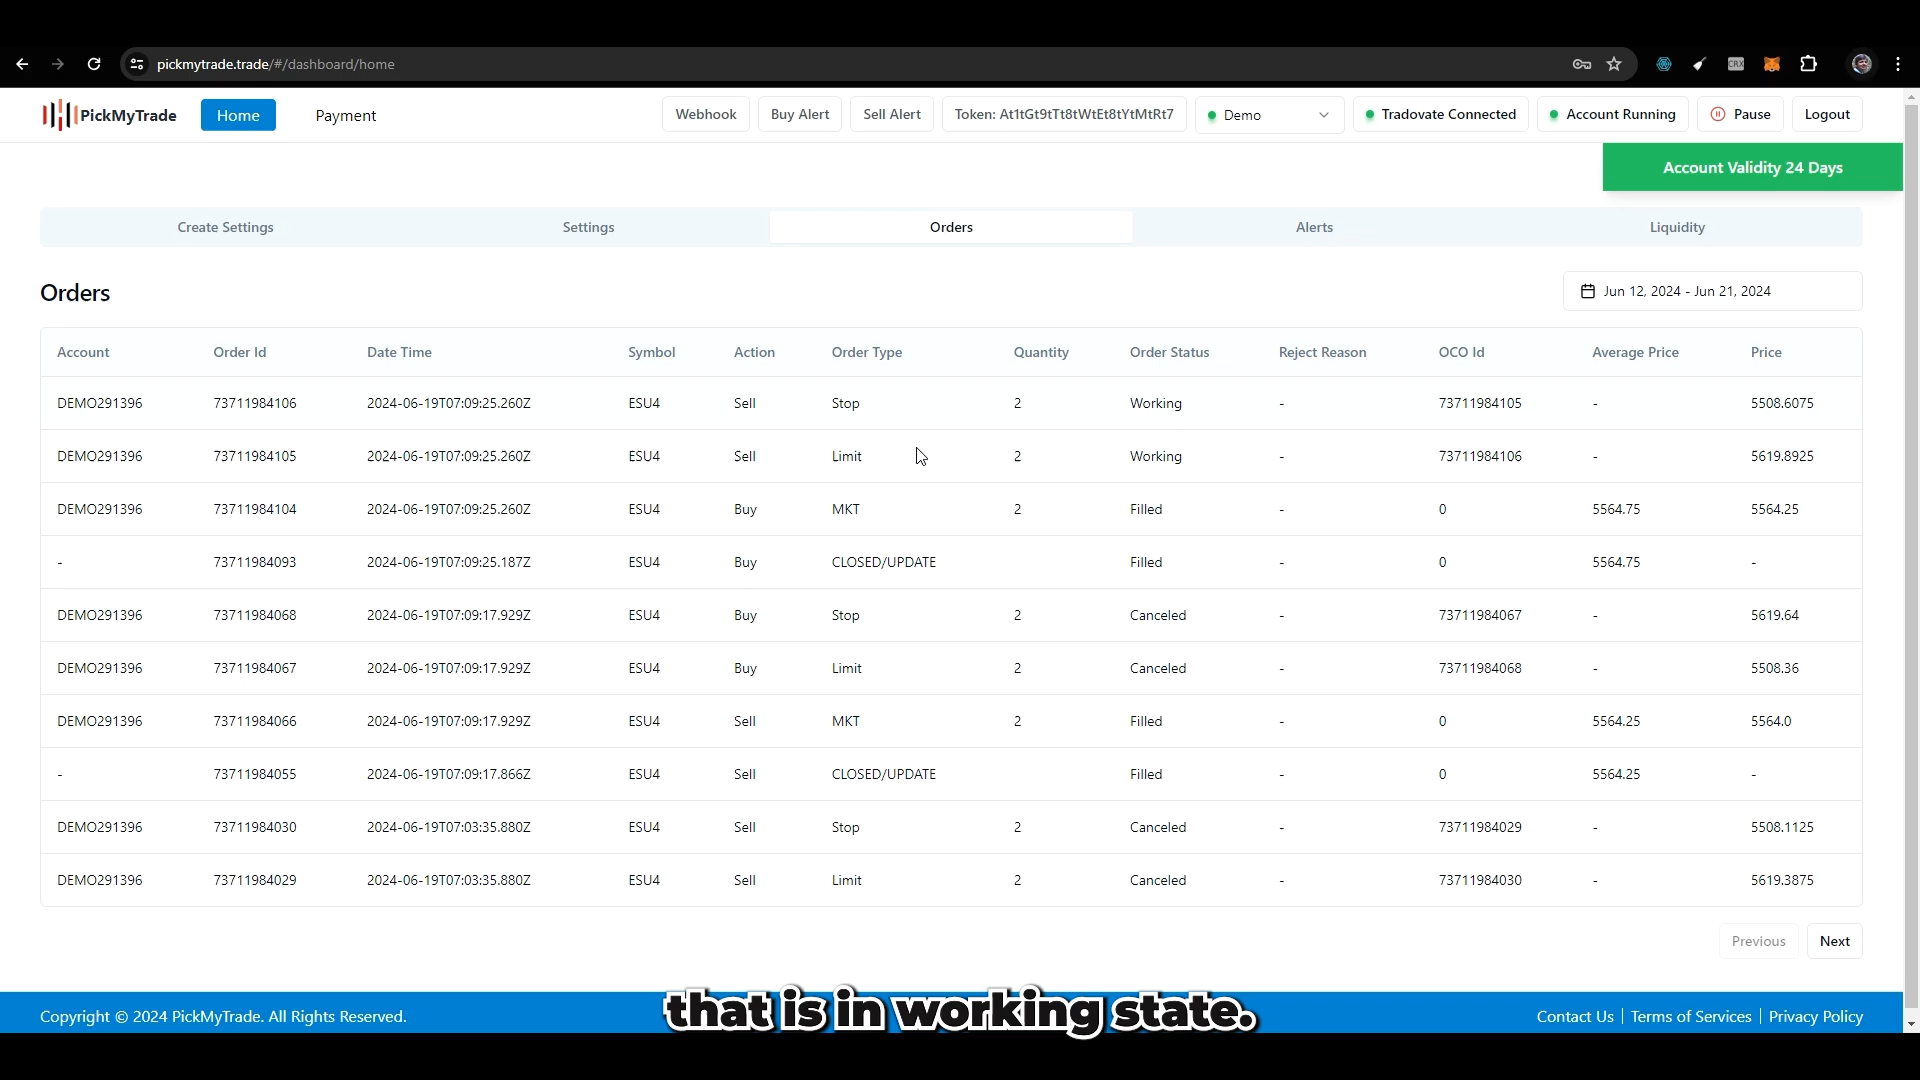 pickmytrade.trade/#/dashboard/home
CRX
PickMyTrade Home Payment Webhook Buy Alert Sell Alert Token: At1tGt9tTt8tWtEt8tYtMtRt7 Demo Tradovate Connected Account Running Pause Logout
Account Validity 24 Days
Create Settings Settings Orders Alerts Liquidity
Orders Jun 12, 2024 - Jun 21, 2024
Account Order Id Date Time Symbol Action Order Type Quantity Order Status Reject Reason OCO Id Average Price Price
DEMO291396 73711984106 2024-06-19T07:09:25.260Z ESU4 Sell Stop 2 Working - 73711984105 - 5508.6075
DEMO291396 73711984105 2024-06-19T07:09:25.260Z ESU4 Sell Limit 2 Working - 73711984106 - 5619.8925
DEMO291396 73711984104 2024-06-19T07:09:25.260Z ESU4 Buy MKT 2 Filled - 0 5564.75 5564.25
- 73711984093 2024-06-19T07:09:25.187Z ESU4 Buy CLOSED/UPDATE Filled - 0 5564.75 -
DEMO291396 73711984068 2024-06-19T07:09:17.929Z ESU4 Buy Stop 2 Canceled - 73711984067 - 5619.64
DEMO291396 73711984067 2024-06-19T07:09:17.929Z ESU4 Buy Limit 2 Canceled - 73711984068 - 5508.36
DEMO291396 73711984066 2024-06-19T07:09:17.929Z ESU4 Sell MKT 2 Filled - 0 5564.25 5564.0
- 73711984055 2024-06-19T07:09:17.866Z ESU4 Sell CLOSED/UPDATE Filled - 0 5564.25 -
DEMO291396 73711984030 2024-06-19T07:03:35.880Z ESU4 Sell Stop 2 Canceled - 73711984029 - 5508.1125
DEMO291396 73711984029 2024-06-19T07:03:35.880Z ESU4 Sell Limit 2 Canceled - 73711984030 - 5619.3875
Previous Next
that is in working state.
Copyright © 2024 PickMyTrade. All Rights Reserved. Contact Us | Terms of Services | Privacy Policy